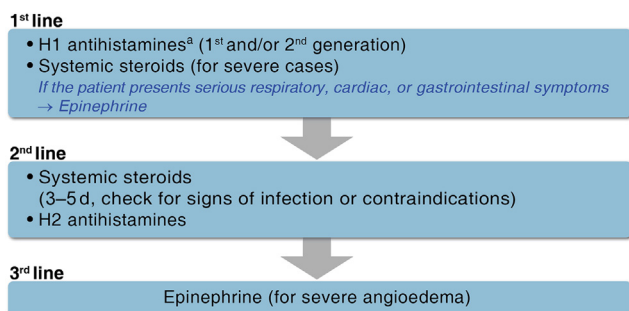 1st line
• H1 antihistaminesa (1st and/or 2nd generation)
• Systemic steroids (for severe cases)
If the patient presents serious respiratory, cardiac, or gastrointestinal symptoms
→ Epinephrine
2nd line
• Systemic steroids
(3–5 d, check for signs of infection or contraindications)
• H2 antihistamines
3rd line
Epinephrine (for severe angioedema)